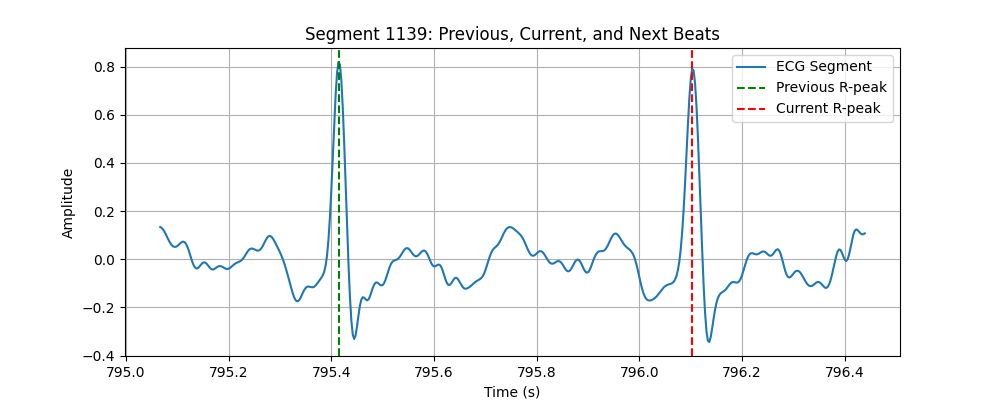 Segment 1139: Previous, Current, and Next Beats
ECG Segment
Previous R-peak
Current R-peak
Amplitude
0.8
0.6
0.4
0.2
0.0
−0.2
−0.4
795.0 795.2 795.4 795.6 795.8 796.0 796.2 796.4
Time (s)